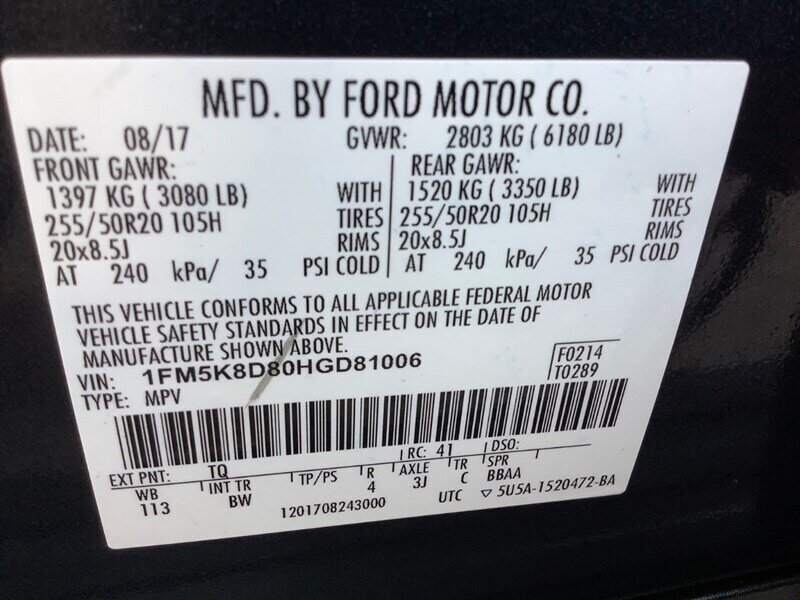 MFD. BY FORD MOTOR CO.
DATE: 08/17 GVWR: 2803 KG ( 6180 LB)
FRONT GAWR: REAR GAWR:
1397 KG ( 3080 LB) WITH 1520 KG ( 3350 LB) WITH
255/50R20 105H TIRES 255/50R20 105H TIRES
20x8.5J RIMS 20x8.5J RIMS
AT 240 kPa/ 35 PSI COLD AT 240 kPa/ 35 PSI COLD
THIS VEHICLE CONFORMS TO ALL APPLICABLE FEDERAL MOTOR
VEHICLE SAFETY STANDARDS IN EFFECT ON THE DATE OF
MANUFACTURE SHOWN ABOVE.
VIN: 1FM5K8D80HGD81006 F0214
TYPE: MPV T0289
EXT PNT: TQ RC: 41 DSO:
WB INT TR TP/PS R AXLE TR SPR
113 BW 4 3J C BBAA
1201708243000 UTC ▽ 5U5A-1520472-BA